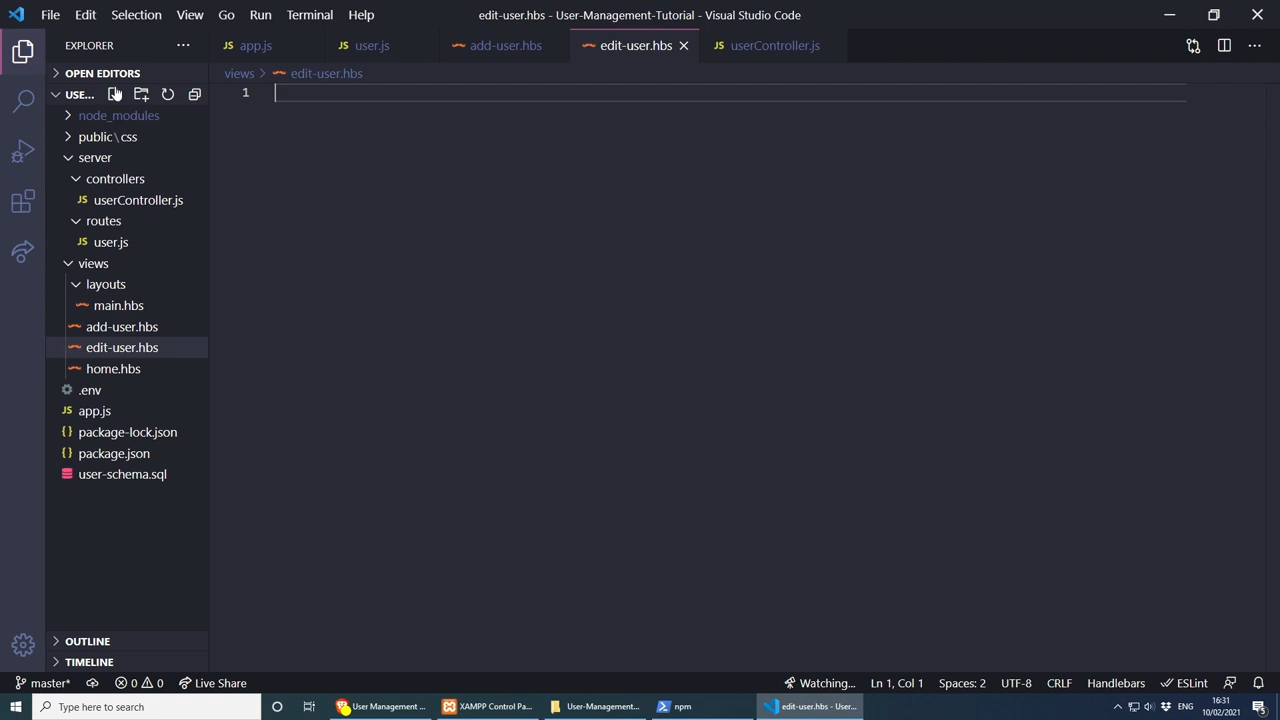 File Edit Selection View Go Run Terminal Help
edit-user.hbs - User-Management-Tutorial - Visual Studio Code
EXPLORER
app.js
JS user.js
add-user.hbs
edit-user.hbs
JS userController.js
OPEN EDITORS
USE...
views > edit-user.hbs
1
node_modules
public\css
server
controllers
JS userController.js
routes
JS user.js
views
layouts
main.hbs
add-user.hbs
edit-user.hbs
home.hbs
.env
JS app.js
{} package-lock.json
{} package.json
user-schema.sql
OUTLINE
TIMELINE
master* 0 0 Live Share
Watching... Ln 1, Col 1 Spaces: 2 UTF-8 CRLF Handlebars ESLint
Type here to search
User Management ...
XAMPP Control Pa...
User-Management...
npm
edit-user.hbs - User...
ENG
16:31
10/02/2021